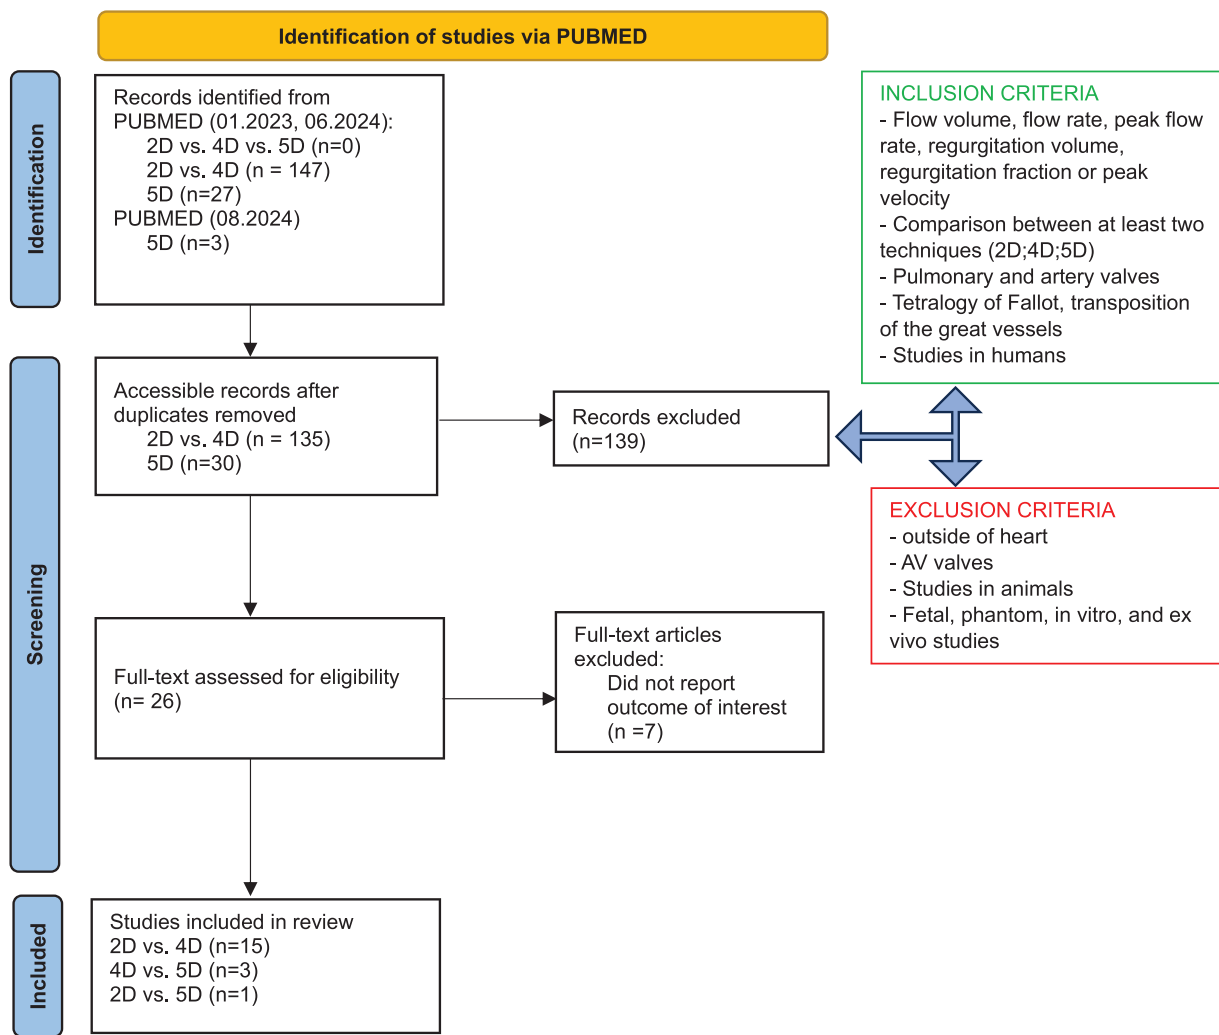 Identification of studies via PUBMED
Identification
Records identified from
PUBMED (01.2023, 06.2024):
2D vs. 4D vs. 5D (n=0)
2D vs. 4D (n = 147)
5D (n=27)
PUBMED (08.2024)
5D (n=3)
INCLUSION CRITERIA
- Flow volume, flow rate, peak flow
rate, regurgitation volume,
regurgitation fraction or peak
velocity
- Comparison between at least two
techniques (2D;4D;5D)
- Pulmonary and artery valves
- Tetralogy of Fallot, transposition
of the great vessels
- Studies in humans
Screening
Accessible records after
duplicates removed
2D vs. 4D (n = 135)
5D (n=30)
Records excluded
(n=139)
EXCLUSION CRITERIA
- outside of heart
- AV valves
- Studies in animals
- Fetal, phantom, in vitro, and ex
vivo studies
Full-text assessed for eligibility
(n= 26)
Full-text articles
excluded:
Did not report
outcome of interest
(n =7)
Included
Studies included in review
2D vs. 4D (n=15)
4D vs. 5D (n=3)
2D vs. 5D (n=1)